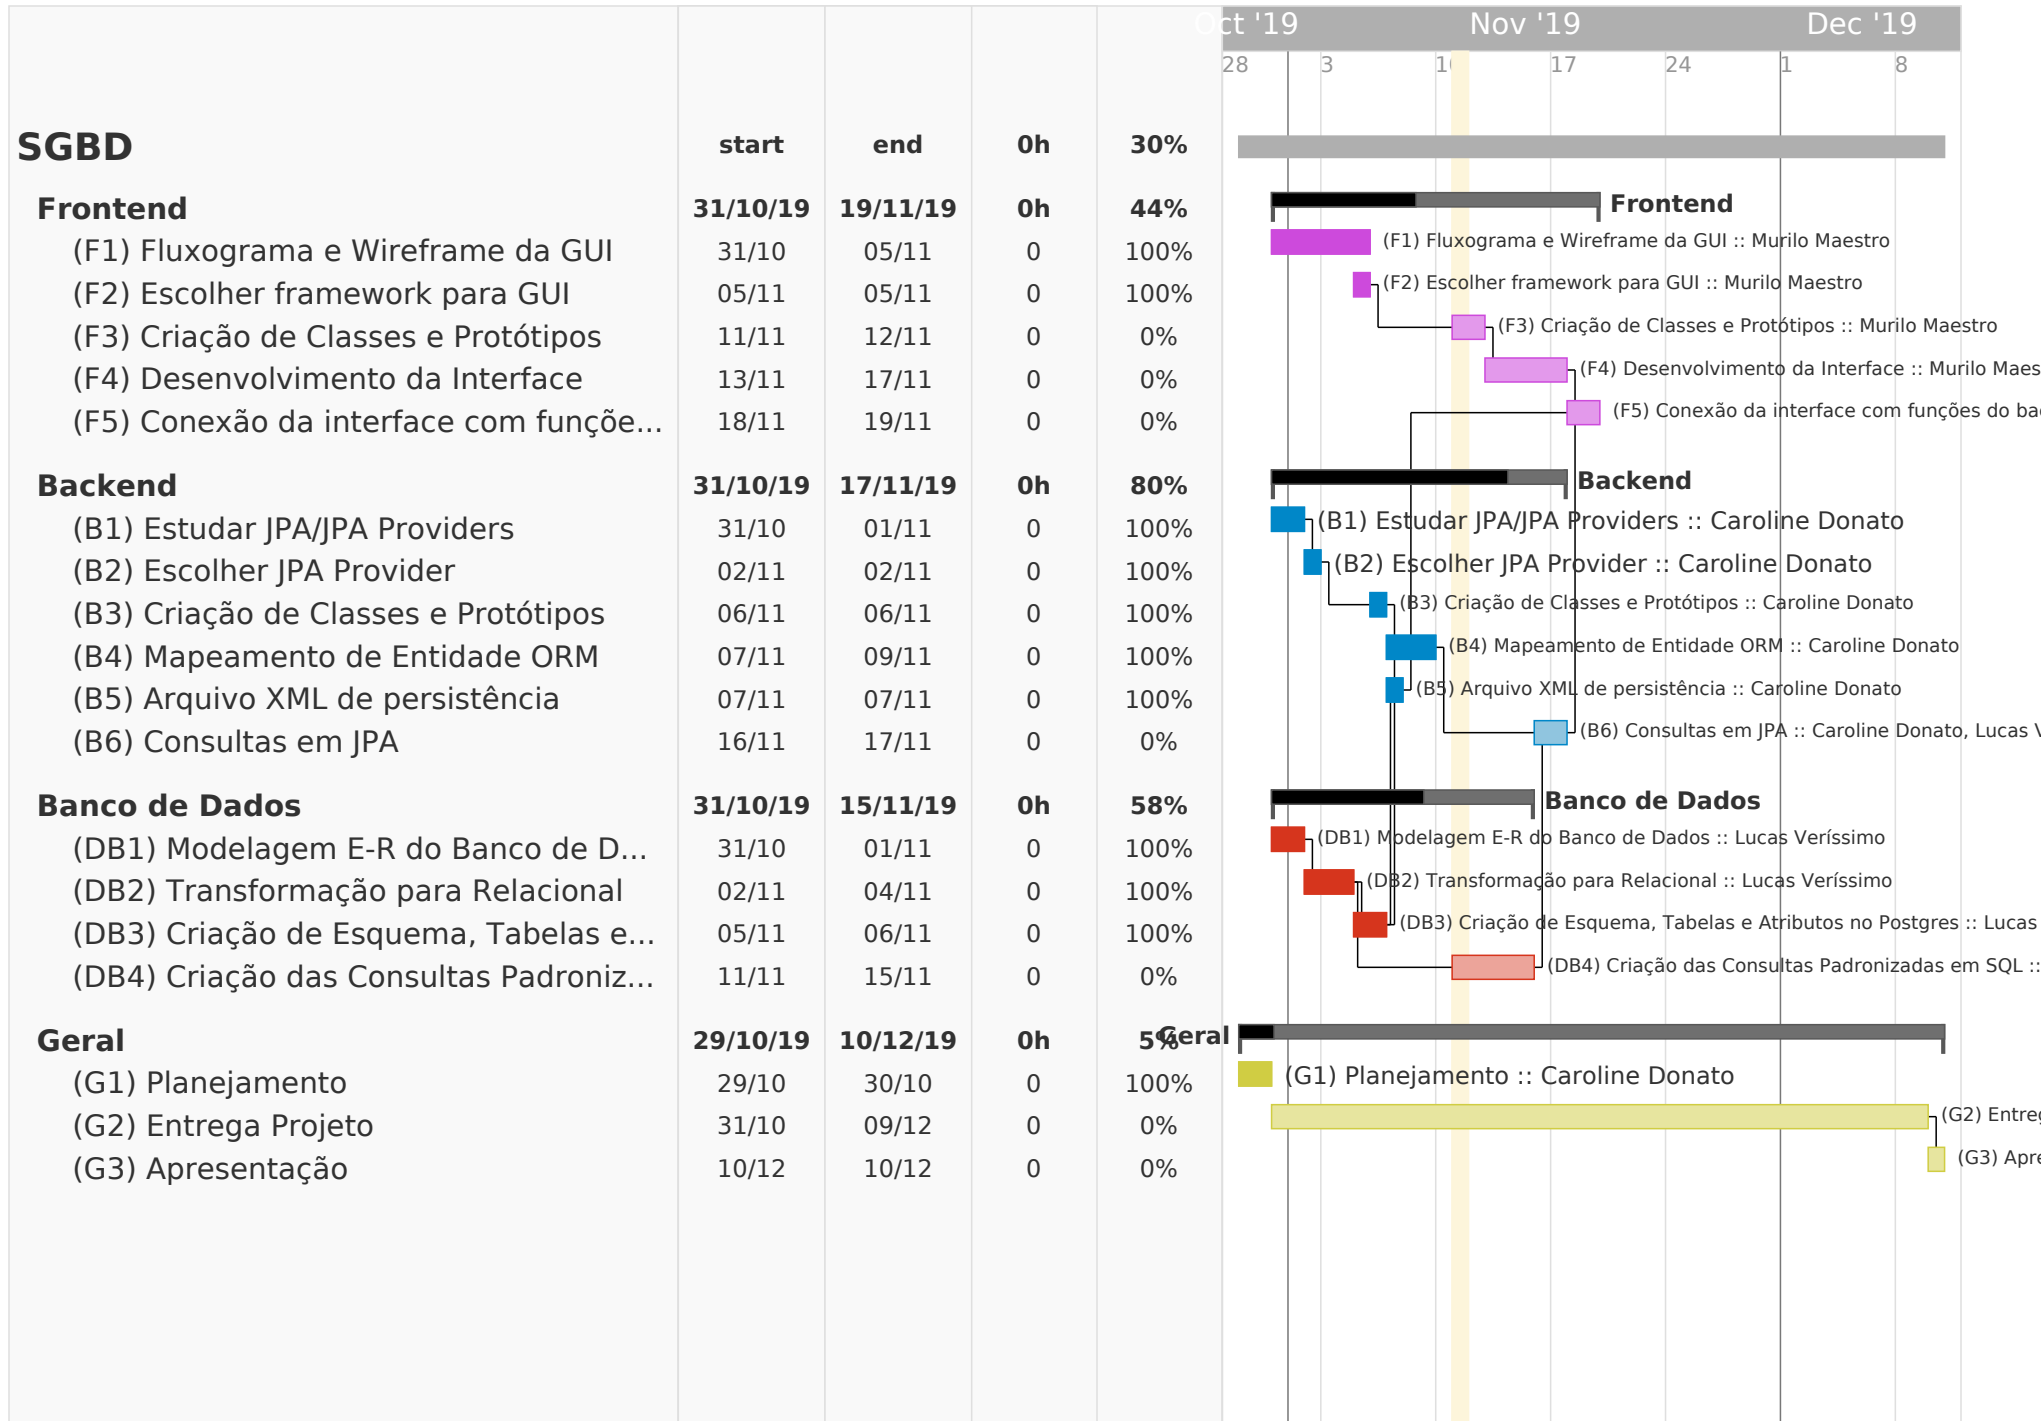 Oct '19 Nov '19 Dec '19
28 3 10 17 24 1 8
SGBD start end 0h 30%
Frontend 31/10/19 19/11/19 0h 44% Frontend
(F1) Fluxograma e Wireframe da GUI 31/10 05/11 0 100% (F1) Fluxograma e Wireframe da GUI :: Murilo Maestro
(F2) Escolher framework para GUI 05/11 05/11 0 100% (F2) Escolher framework para GUI :: Murilo Maestro
(F3) Criação de Classes e Protótipos 11/11 12/11 0 0% (F3) Criação de Classes e Protótipos :: Murilo Maestro
(F4) Desenvolvimento da Interface 13/11 17/11 0 0% (F4) Desenvolvimento da Interface :: Murilo Maes
(F5) Conexão da interface com funçõe... 18/11 19/11 0 0% (F5) Conexão da interface com funções do ba
Backend 31/10/19 17/11/19 0h 80% Backend
(B1) Estudar JPA/JPA Providers 31/10 01/11 0 100% (B1) Estudar JPA/JPA Providers :: Caroline Donato
(B2) Escolher JPA Provider 02/11 02/11 0 100% (B2) Escolher JPA Provider :: Caroline Donato
(B3) Criação de Classes e Protótipos 06/11 06/11 0 100% (B3) Criação de Classes e Protótipos :: Caroline Donato
(B4) Mapeamento de Entidade ORM 07/11 09/11 0 100% (B4) Mapeamento de Entidade ORM :: Caroline Donato
(B5) Arquivo XML de persistência 07/11 07/11 0 100% (B5) Arquivo XML de persistência :: Caroline Donato
(B6) Consultas em JPA 16/11 17/11 0 0% (B6) Consultas em JPA :: Caroline Donato, Lucas V
Banco de Dados 31/10/19 15/11/19 0h 58% Banco de Dados
(DB1) Modelagem E-R do Banco de D... 31/10 01/11 0 100% (DB1) Modelagem E-R do Banco de Dados :: Lucas Veríssimo
(DB2) Transformação para Relacional 02/11 04/11 0 100% (DB2) Transformação para Relacional :: Lucas Veríssimo
(DB3) Criação de Esquema, Tabelas e... 05/11 06/11 0 100% (DB3) Criação de Esquema, Tabelas e Atributos no Postgres :: Lucas
(DB4) Criação das Consultas Padroniz... 11/11 15/11 0 0% (DB4) Criação das Consultas Padronizadas em SQL ::
Geral 29/10/19 10/12/19 0h 5% Geral
(G1) Planejamento 29/10 30/10 0 100% (G1) Planejamento :: Caroline Donato
(G2) Entrega Projeto 31/10 09/12 0 0% (G2) Entreg
(G3) Apresentação 10/12 10/12 0 0% (G3) Apre